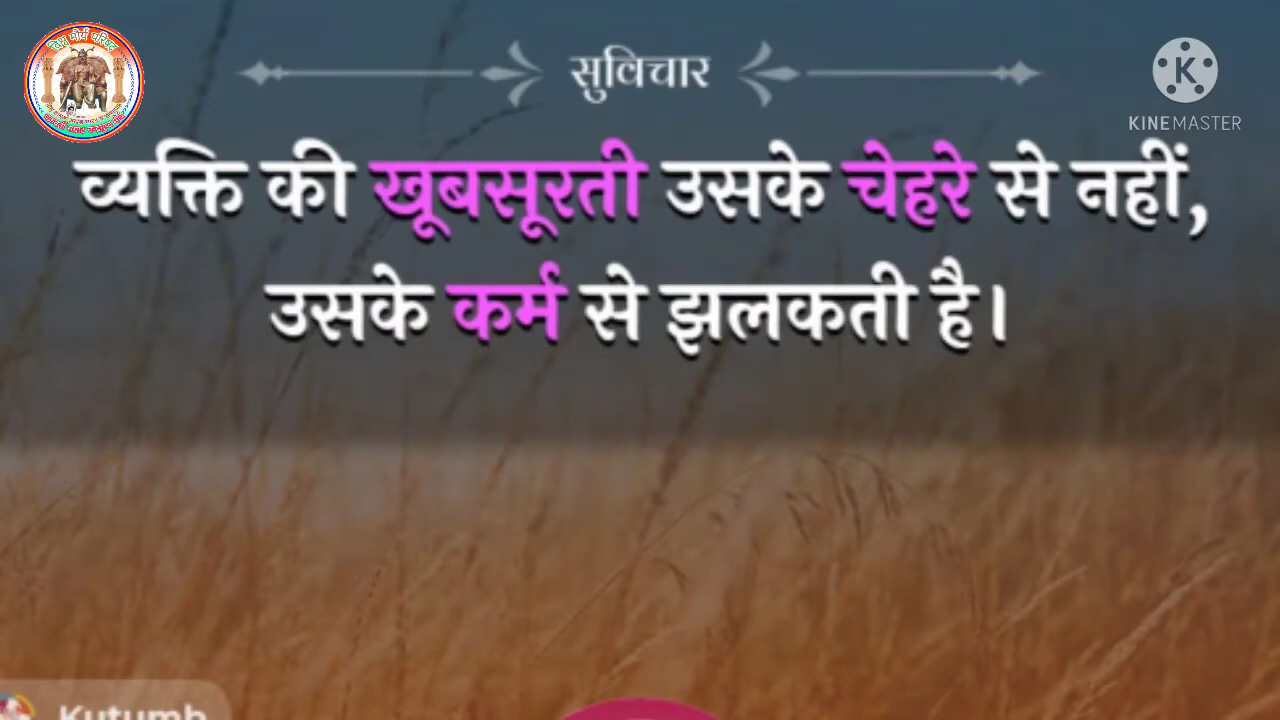 सुविचार
KINEMASTER
व्यक्ति की खूबसूरती उसके चेहरे से नहीं,
उसके कर्म से झलकती है।
Kutumb